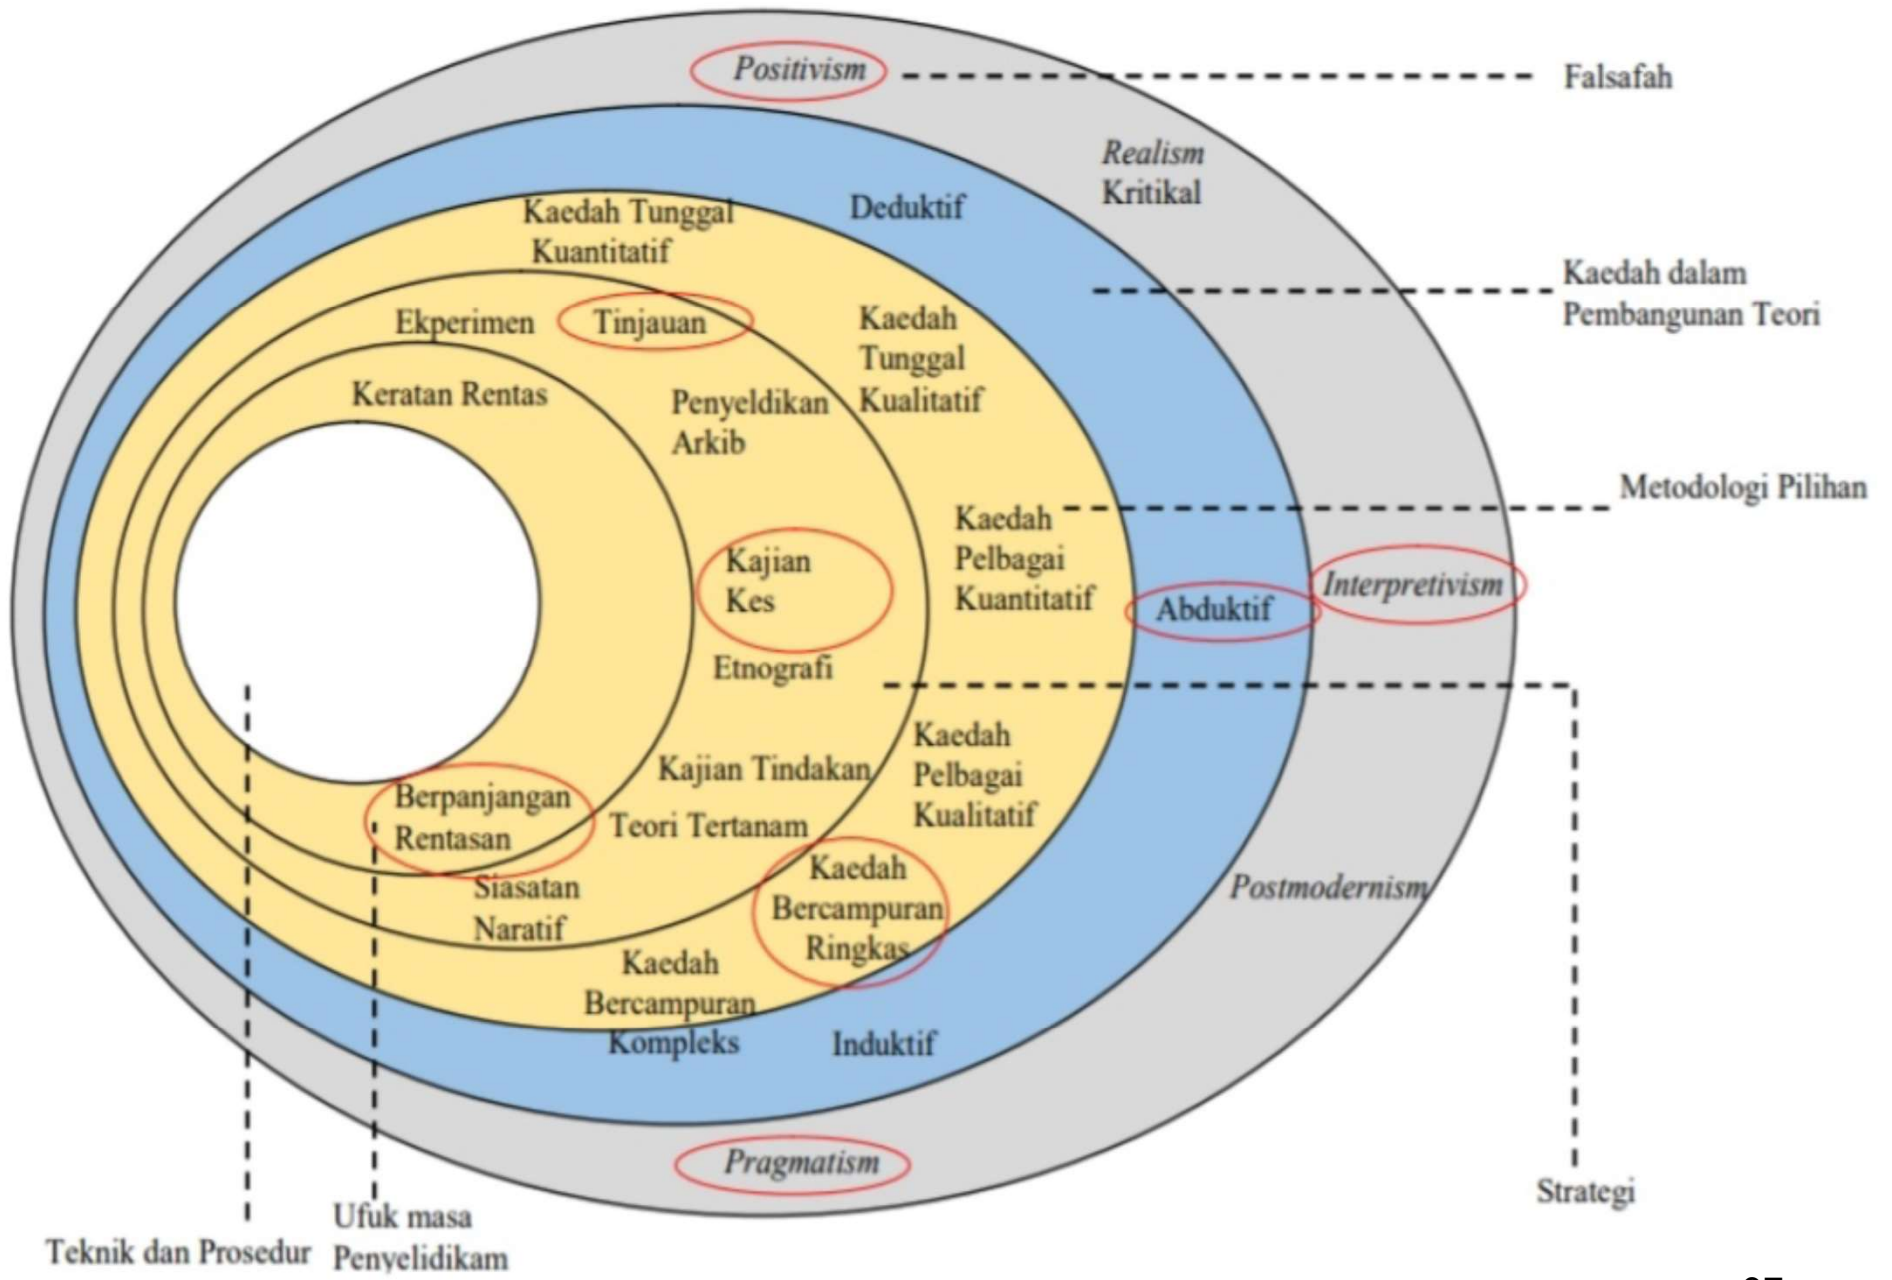 Positivism
Falsafah
Realism
Kritikal
Deduktif
Kaedah Tunggal
Kuantitatif
Kaedah dalam
Pembangunan Teori
Ekperimen
Tinjauan
Kaedah
Tunggal
Kualitatif
Keratan Rentas
Penyeldikan
Arkib
Metodologi Pilihan
Kaedah
Pelbagai
Kuantitatif
Kajian
Kes
Abduktif
Interpretivism
Etnografi
Kaedah
Pelbagai
Kualitatif
Kajian Tindakan
Berpanjangan
Rentasan
Teori Tertanam
Kaedah
Bercampuran
Ringkas
Siasatan
Naratif
Postmodernism
Kaedah
Bercampuran
Kompleks
Induktif
Pragmatism
Strategi
Ufuk masa
Penyelidikam
Teknik dan Prosedur